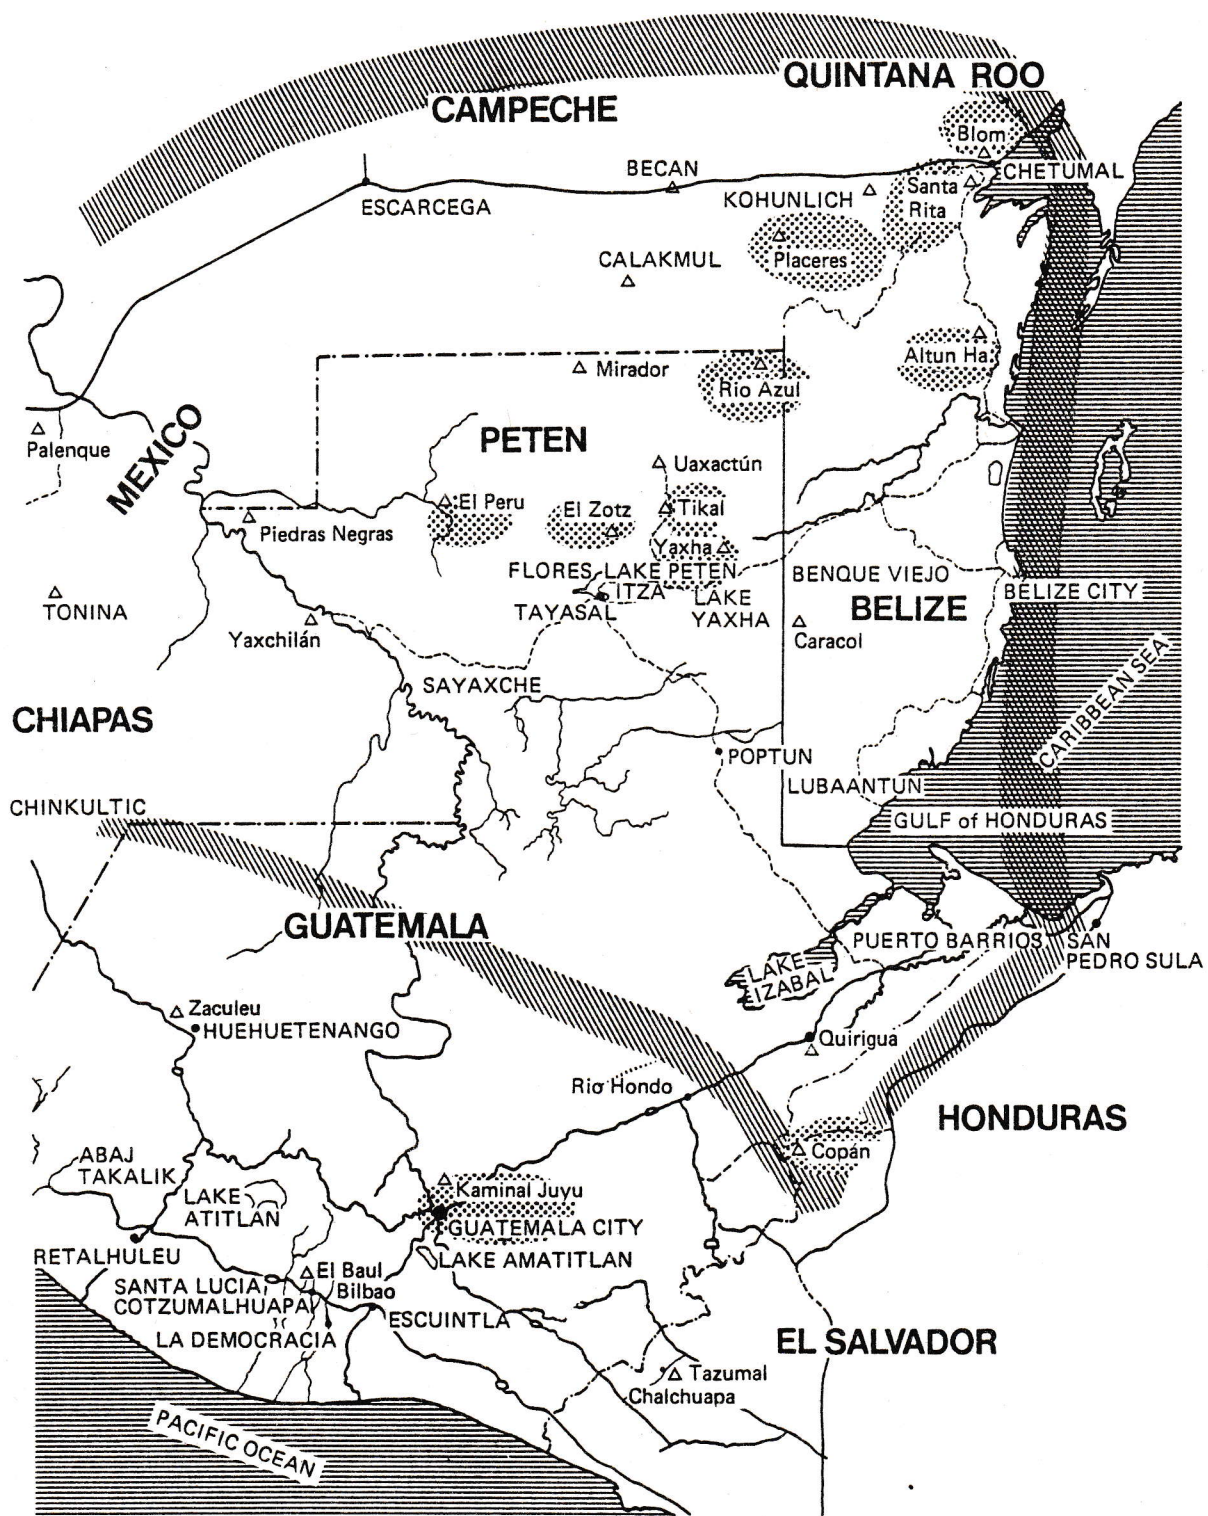 QUINTANA ROO
CAMPECHE
Blom
BECAN
CHETUMAL
KOHUNLICH
Santa
Rita
ESCARCEGA
CALAKMUL
Placeres
Altun Ha
Mirador
Rio Azul
Palenque
MEXICO
PETEN
Uaxactún
El Peru
El Zotz
Tikal
Piedras Negras
Yaxha
FLORES
LAKE PETEN
ITZA
BENQUE VIEJO
BELIZE CITY
TONINA
TAYASAL
LAKE
YAXHA
BELIZE
Yaxchilán
Caracol
SAYAXCHE
CARIBBEAN SEA
CHIAPAS
POPTUN
LUBAANTUN
CHINKULTIC
GULF of HONDURAS
GUATEMALA
PUERTO BARRIOS
SAN
PEDRO SULA
LAKE
IZABAL
Zaculeu
HUEHUETENANGO
Quirigua
Rio Hondo
HONDURAS
ABAJ
TAKALIK
Copán
LAKE
ATITLAN
Kaminal Juyu
GUATEMALA CITY
RETALHULEU
LAKE AMATITLAN
El Baul
SANTA LUCIA
Bilbao
COTZUMALHUAPA
ESCUINTLA
LA DEMOCRACIA
EL SALVADOR
Tazumal
Chalchuapa
PACIFIC OCEAN